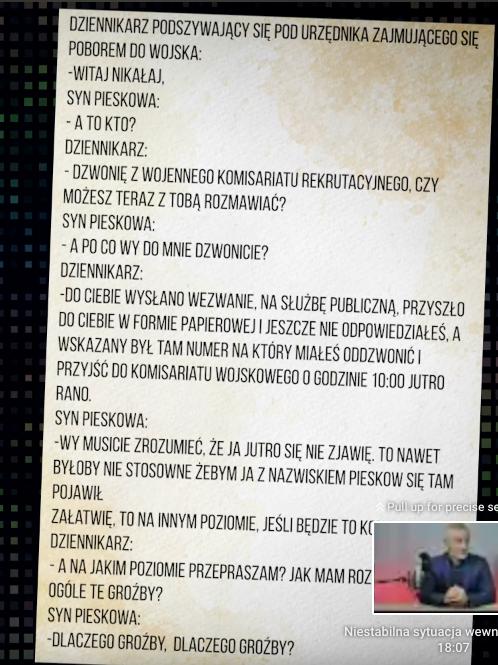 DZIENNIKARZ PODSZYWAJĄCY SIĘ POD URZĘDNIKA ZAJMUJĄCEGO SIĘ
POBOREM DO WOJSKA:
-WITAJ NIKAŁAJ,
SYN PIESKOWA:
- A TO KTO?
DZIENNIKARZ:
- DZWONIĘ Z WOJENNEGO KOMISARIATU REKRUTACYJNEGO, CZY
MOŻESZ TERAZ Z TOBĄ ROZMAWIAĆ?
SYN PIESKOWA:
- A PO CO WY DO MNIE DZWONICIE?
DZIENNIKARZ:
-DO CIEBIE WYSŁANO WEZWANIE, NA SŁUŻBĘ PUBLICZNĄ, PRZYSZŁO
DO CIEBIE W FORMIE PAPIEROWEJ I JESZCZE NIE ODPOWIEDZIAŁEŚ, A
WSKAZANY BYŁ TAM NUMER NA KTÓRY MIAŁEŚ ODDZWONIĆ I
PRZYJŚĆ DO KOMISARIATU WOJSKOWEGO O GODZINIE 10:00 JUTRO
RANO.
SYN PIESKOWA:
-WY MUSICIE ZROZUMIEĆ, ŻE JA JUTRO SIĘ NIE ZJAWIĘ. TO NAWET
BYŁOBY NIE STOSOWNE ŻEBYM JA Z NAZWISKIEM PIESKOW SIĘ TAM
POJAWIŁ
Pull up for precise se
ZAŁATWIĘ, TO NA INNYM POZIOMIE, JEŚLI BĘDZIE TO KO
DZIENNIKARZ:
- A NA JAKIM POZIOMIE PRZEPRASZAM? JAK MAM ROZ
OGÓLE TE GROŹBY?
SYN PIESKOWA:
-DLACZEGO GROŹBY, DLACZEGO GROŹBY?
Niestabilna sytuacja wewn
18:07